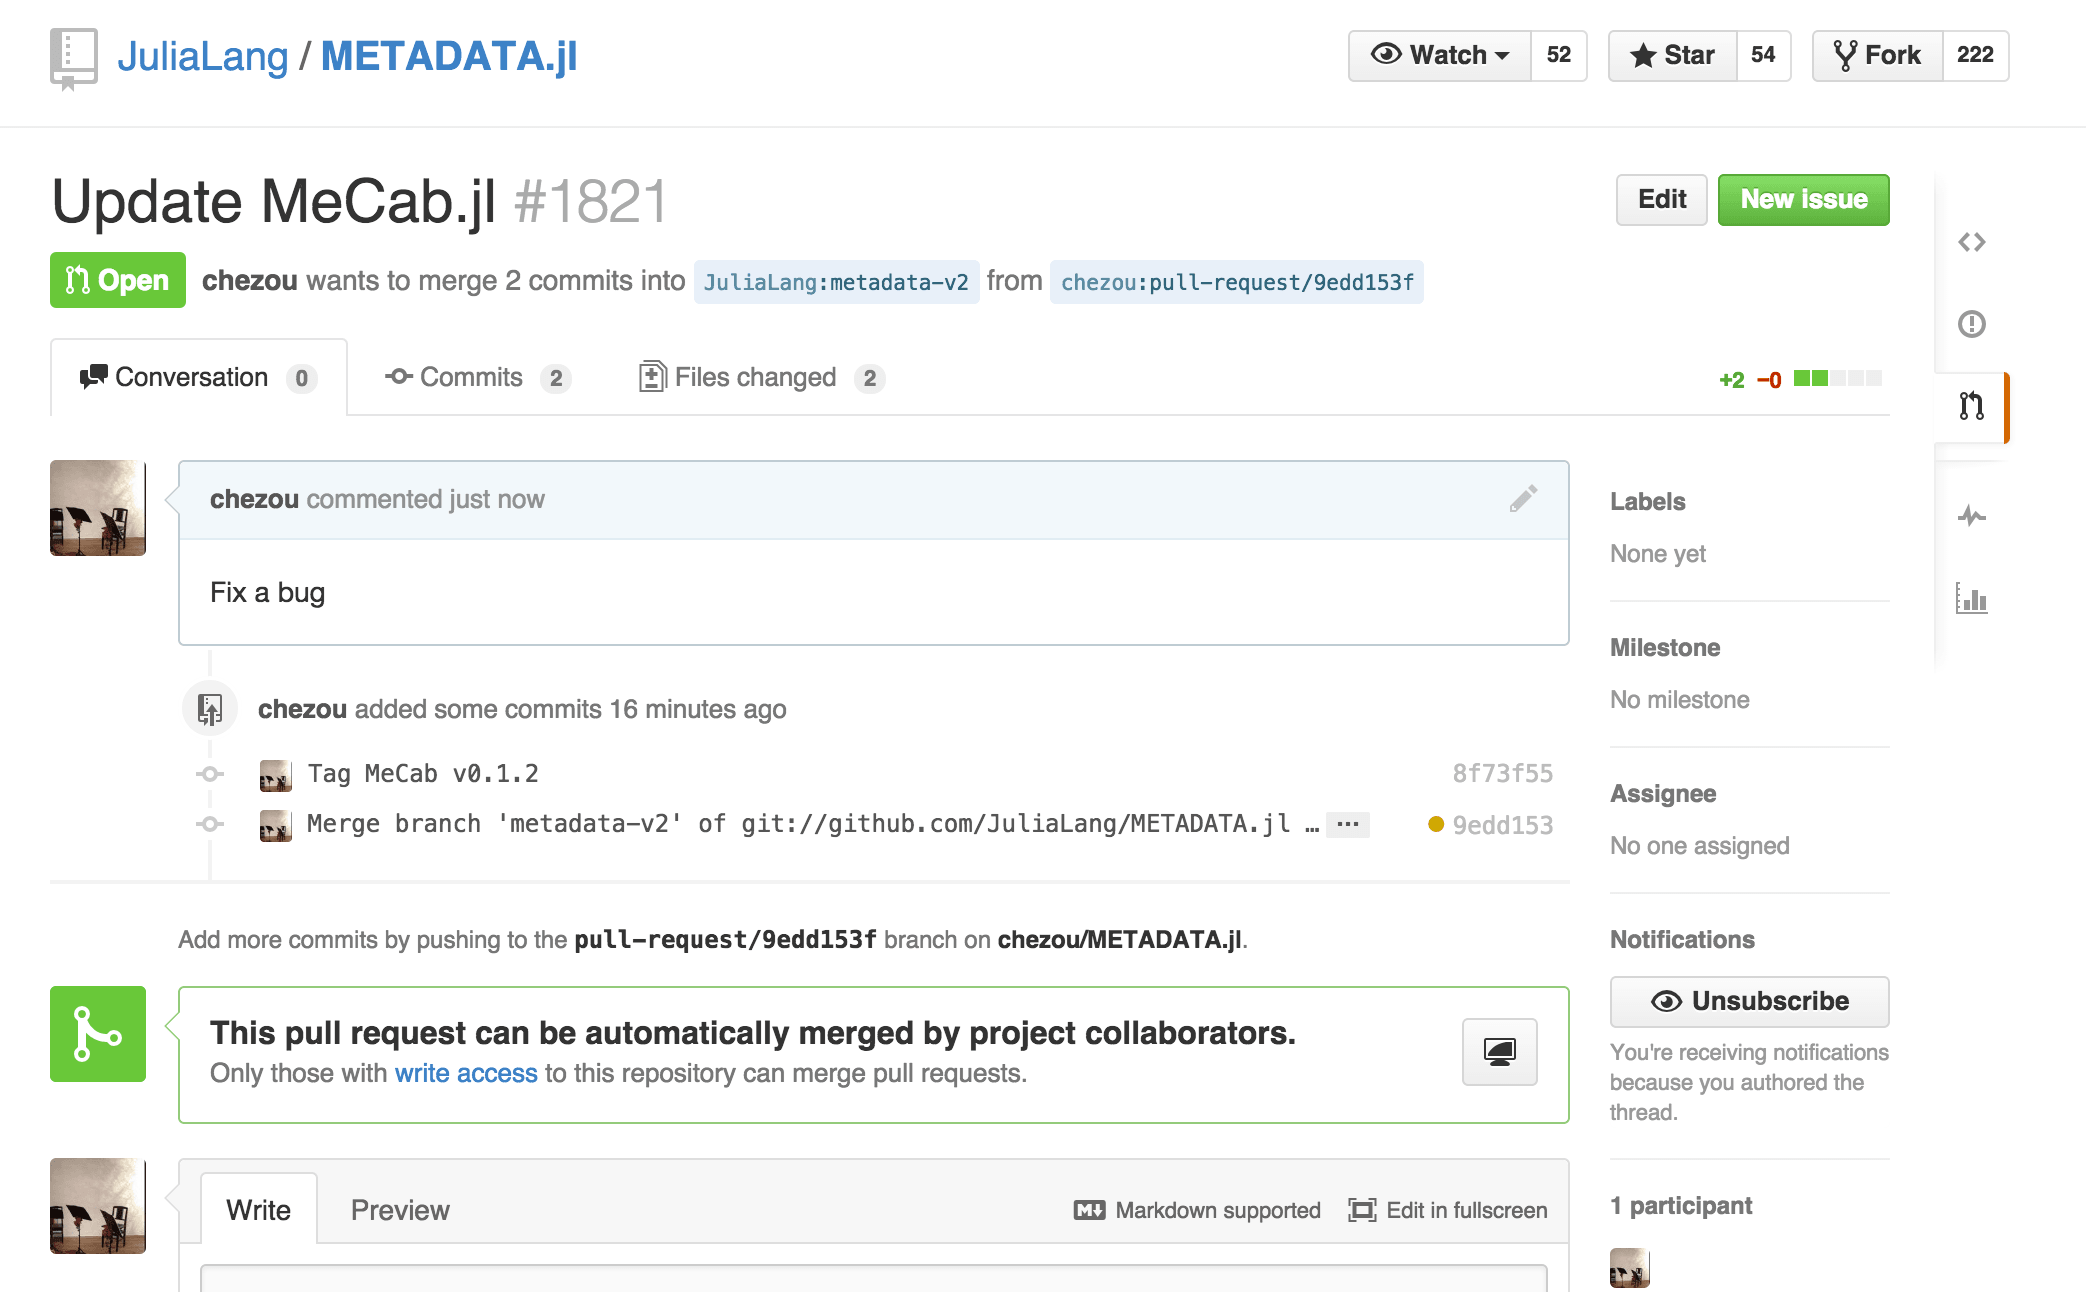 JuliaLang / METADATA.jl
Watch 52 Star 54 Fork 222
Update MeCab.jl #1821
Edit New issue
Open chezou wants to merge 2 commits into JuliaLang:metadata-v2 from chezou:pull-request/9edd153f
Conversation 0 Commits 2 Files changed 2 +2 −0
chezou commented just now
Fix a bug
chezou added some commits 16 minutes ago
Tag MeCab v0.1.2 8f73f55
Merge branch 'metadata-v2' of git://github.com/JuliaLang/METADATA.jl … ... 9edd153
Add more commits by pushing to the pull-request/9edd153f branch on chezou/METADATA.jl.
This pull request can be automatically merged by project collaborators.
Only those with write access to this repository can merge pull requests.
Write Preview Markdown supported Edit in fullscreen
Labels
None yet
Milestone
No milestone
Assignee
No one assigned
Notifications
Unsubscribe
You're receiving notifications
because you authored the
thread.
1 participant